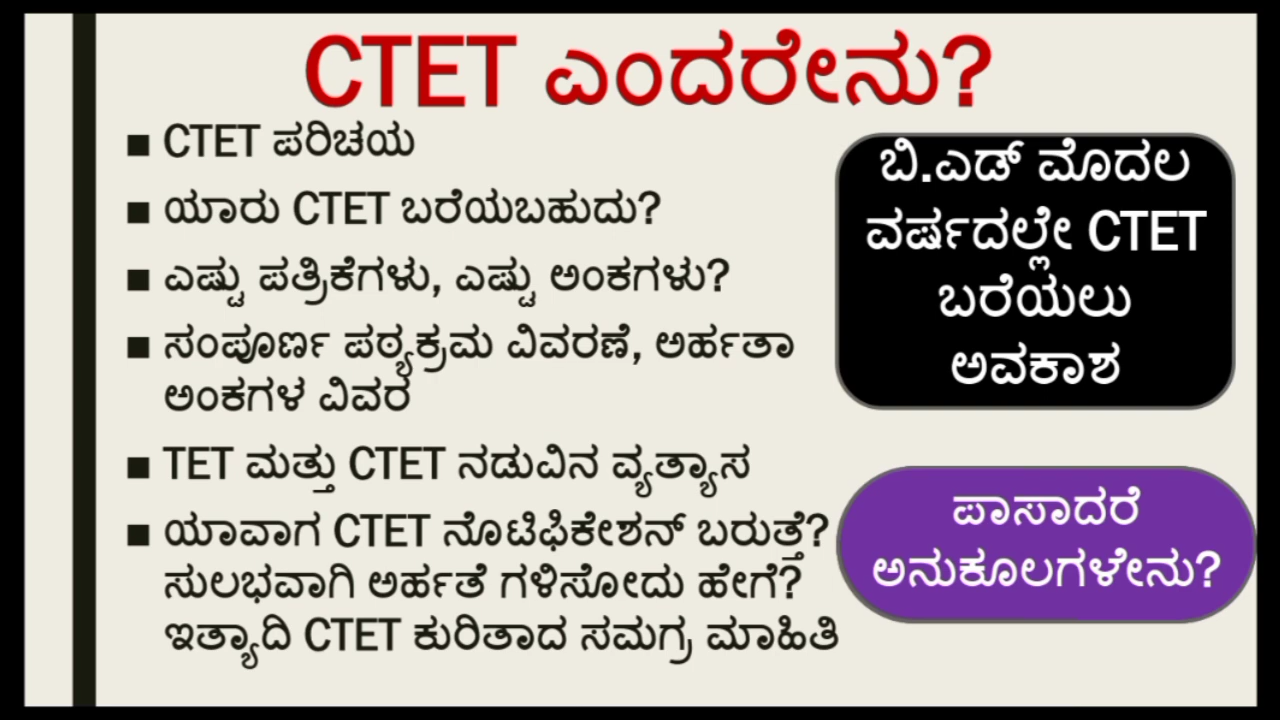 CTET ಎಂದರೇನು?
■ CTET ಪರಿಚಯ
■ ಯಾರು CTET ಬರೆಯಬಹುದು?
■ ಎಷ್ಟು ಪತ್ರಿಕೆಗಳು, ಎಷ್ಟು ಅಂಕಗಳು?
■ ಸಂಪೂರ್ಣ ಪಠ್ಯಕ್ರಮ ವಿವರಣೆ, ಅರ್ಹತಾ
ಅಂಕಗಳ ವಿವರ
■ TET ಮತ್ತು CTET ನಡುವಿನ ವ್ಯತ್ಯಾಸ
■ ಯಾವಾಗ CTET ನೊಟಿಫಿಕೇಶನ್ ಬರುತ್ತೆ?
ಸುಲಭವಾಗಿ ಅರ್ಹತೆ ಗಳಿಸೋದು ಹೇಗೆ?
ಇತ್ಯಾದಿ CTET ಕುರಿತಾದ ಸಮಗ್ರ ಮಾಹಿತಿ
ಬಿ.ಎಡ್ ಮೊದಲ
ವರ್ಷದಲ್ಲೇ CTET
ಬರೆಯಲು
ಅವಕಾಶ
ಪಾಸಾದರೆ
ಅನುಕೂಲಗಳೇನು?